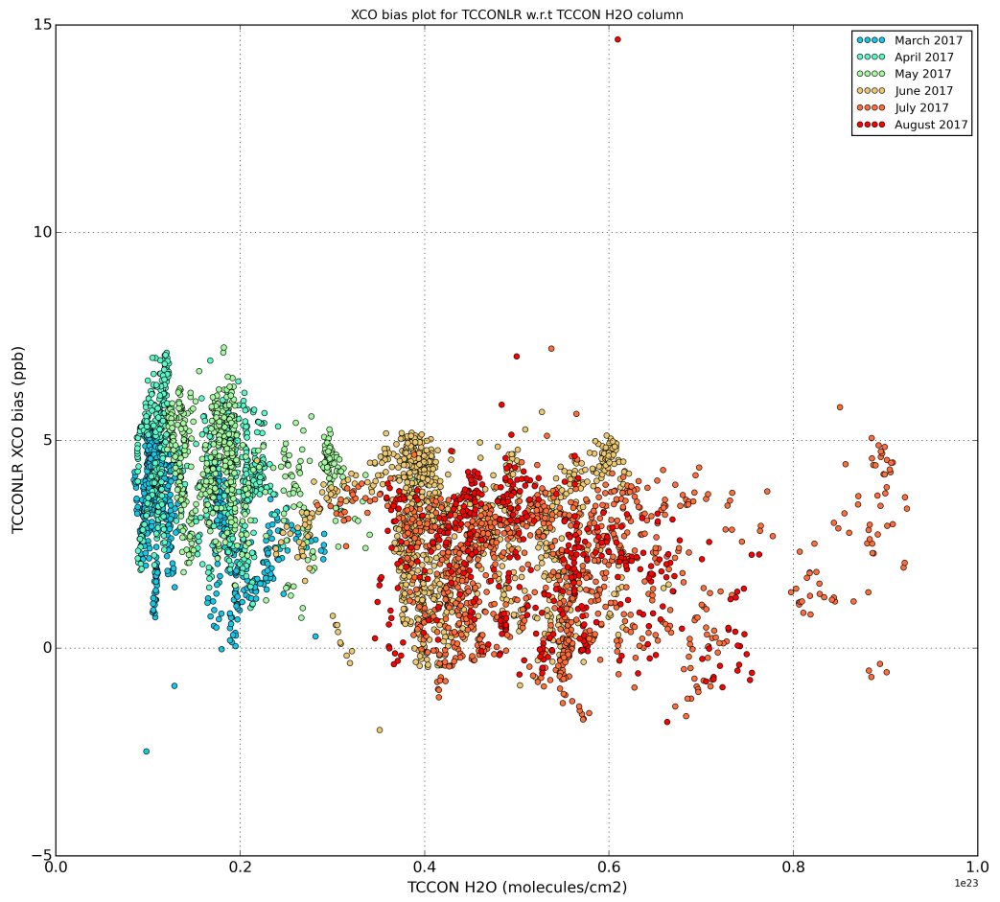 XCO bias plot for TCCONLR w.r.t TCCON H2O column
March 2017
April 2017
May 2017
June 2017
July 2017
August 2017
TCCONLR XCO bias (ppb)
15
10
5
0
−5
0.0 0.2 0.4 0.6 0.8 1.0
1e23
TCCON H2O (molecules/cm2)